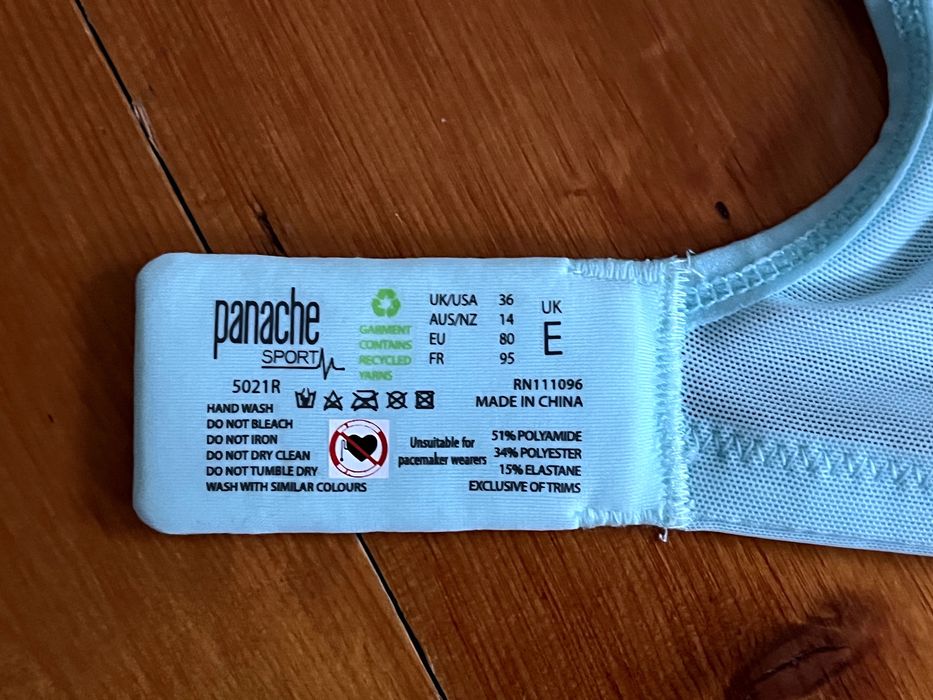 panache
SPORT
5021R
GARMENT
CONTAINS
RECYCLED
YARNS
UK/USA 36
AUS/NZ 14
EU 80
FR 95
UK
E
RN111096
MADE IN CHINA
HAND WASH
DO NOT BLEACH
DO NOT IRON
DO NOT DRY CLEAN
DO NOT TUMBLE DRY
WASH WITH SIMILAR COLOURS
Unsuitable for
pacemaker wearers
51% POLYAMIDE
34% POLYESTER
15% ELASTANE
EXCLUSIVE OF TRIMS